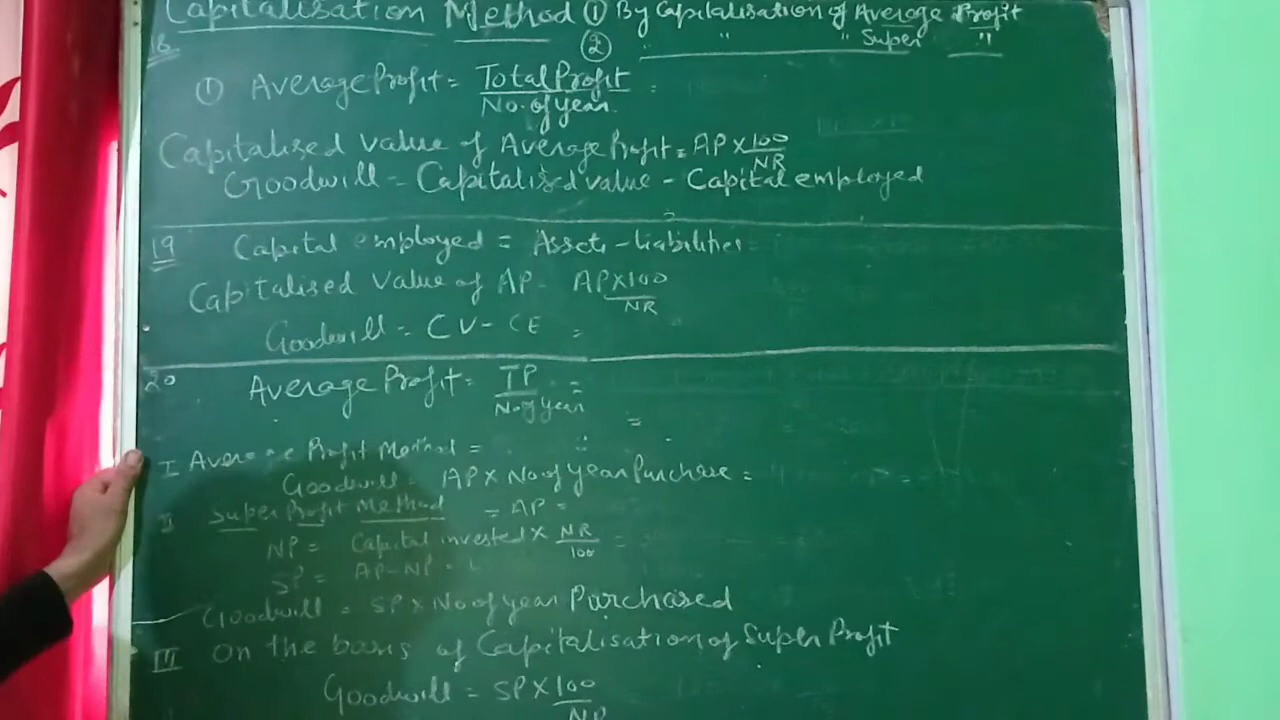 Capitalisation Method ① By Capitalisation of Average Profit
② " " " Super "
18
① Average Profit = Total Profit / No. of year =
Capitalised value of Average Profit = AP × 100 / NR
Goodwill = Capitalised value - Capital employed
19 Capital employed = Assets - Liabilities =
Capitalised Value of AP = AP × 100 / NR
Goodwill = CV - CE =
20 Average Profit = TP / No. of year =
=
I Average Profit Method =
Goodwill = AP × No of year Purchase =
II Super Profit Method = AP =
NP = Capital invested × NR / 100 =
SP = AP - NP =
Goodwill = SP × No of year Purchased
III On the basis of Capitalisation of Super Profit
Goodwill = SP × 100 /